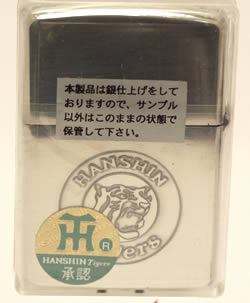 本製品は銀仕上げをして
おりますので、サンプル
以外はこのままの状態で
保管して下さい。
HANSHIN
Tigers
TH
R
HANSHIN Tigers
承認